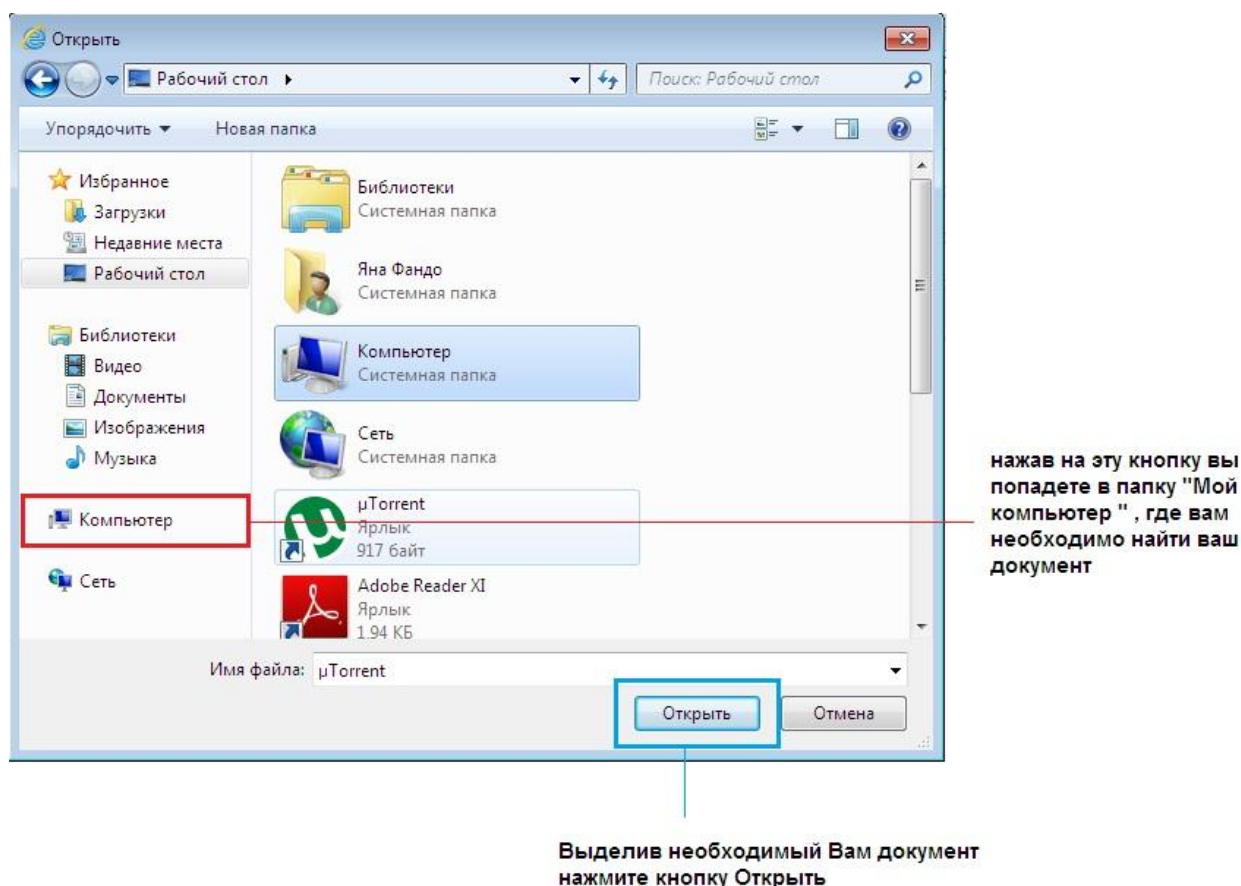 Открыть
Рабочий стол
Поиск: Рабочий стол
Упорядочить
Новая папка
Избранное
Загрузки
Недавние места
Рабочий стол
Библиотеки
Видео
Документы
Изображения
Музыка
Компьютер
Сеть
Библиотеки
Системная папка
Яна Фандо
Системная папка
Компьютер
Системная папка
Сеть
Системная папка
µTorrent
Ярлык
917 байт
Adobe Reader XI
Ярлык
1,94 КБ
Имя файла: µTorrent
Открыть
Отмена
нажав на эту кнопку вы
попадете в папку "Мой
компьютер " , где вам
необходимо найти ваш
документ
Выделив необходимый Вам документ
нажмите кнопку Открыть